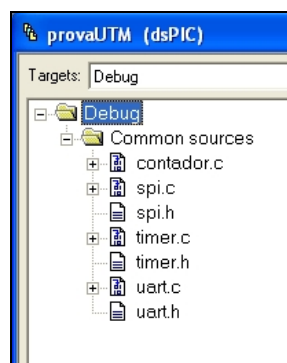 provaUTM (dsPIC)
Targets: Debug
Debug
Common sources
contador.c
spi.c
spi.h
timer.c
timer.h
uart.c
uart.h